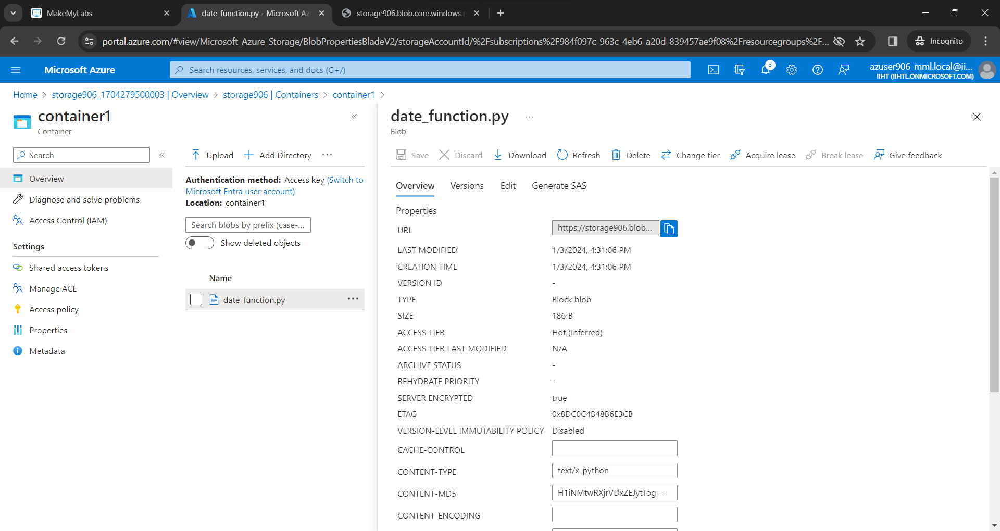 MakeMyLabs
date_function.py - Microsoft Az
storage906.blob.core.windows.n
portal.azure.com/#view/Microsoft_Azure_Storage/BlobPropertiesBladeV2/storageAccountId/%2Fsubscriptions%2F984f097c-963c-4eb6-a20d-839457ae9f08%2Fresourcegroups%2F...
Incognito
Microsoft Azure
Search resources, services, and docs (G+/)
3
azuser906_mml.local@ii...
IIHT (IIHTL.ONMICROSOFT.COM)
Home > storage906_1704279500003 | Overview > storage906 | Containers > container1 >
container1
Container
Search
Overview
Diagnose and solve problems
Access Control (IAM)
Settings
Shared access tokens
Manage ACL
Access policy
Properties
Metadata
Upload
Add Directory
...
Authentication method: Access key (Switch to
Microsoft Entra user account)
Location: container1
Search blobs by prefix (case-...
Show deleted objects
Name
date_function.py
...
date_function.py ...
Blob
Save
Discard
Download
Refresh
Delete
Change tier
Acquire lease
Break lease
Give feedback
Overview
Versions
Edit
Generate SAS
Properties
URL https://storage906.blob...
LAST MODIFIED 1/3/2024, 4:31:06 PM
CREATION TIME 1/3/2024, 4:31:06 PM
VERSION ID -
TYPE Block blob
SIZE 186 B
ACCESS TIER Hot (Inferred)
ACCESS TIER LAST MODIFIED N/A
ARCHIVE STATUS -
REHYDRATE PRIORITY -
SERVER ENCRYPTED true
ETAG 0x8DC0C4B48B6E3CB
VERSION-LEVEL IMMUTABILITY POLICY Disabled
CACHE-CONTROL
CONTENT-TYPE text/x-python
CONTENT-MD5 H1iNMtwRXjrVDxZEJytTog==
CONTENT-ENCODING